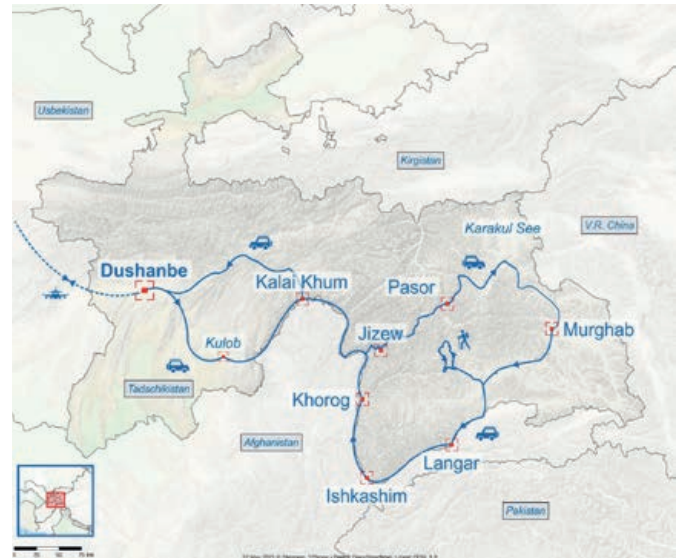 Usbekistan
Kirgistan
Karakul See
V.R. China
Dushanbe
Kalai Khum
Pasor
Jizew
Murghab
Kulob
Tadschikistan
Khorog
Afghanistan
Langar
Ishkashim
Pakistan